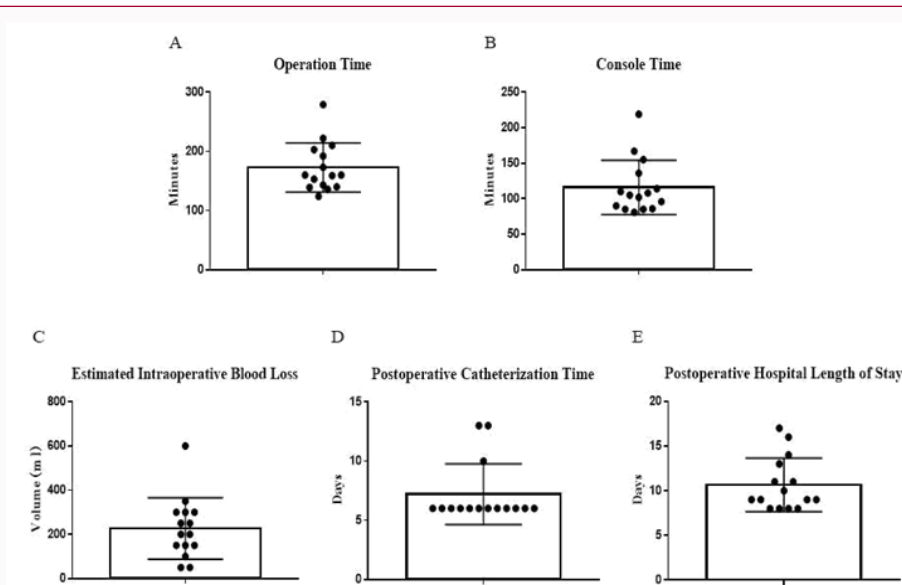 A
B
Operation Time
Console Time
300
200
100
0
Minutes
250
200
150
100
50
0
Minutes
C
D
E
Estimated Intraoperative Blood Loss
Postoperative Catheterization Time
Postoperative Hospital Length of Stay
800
600
400
200
0
Volume (ml)
15
10
5
0
Days
20
15
10
5
0
Days